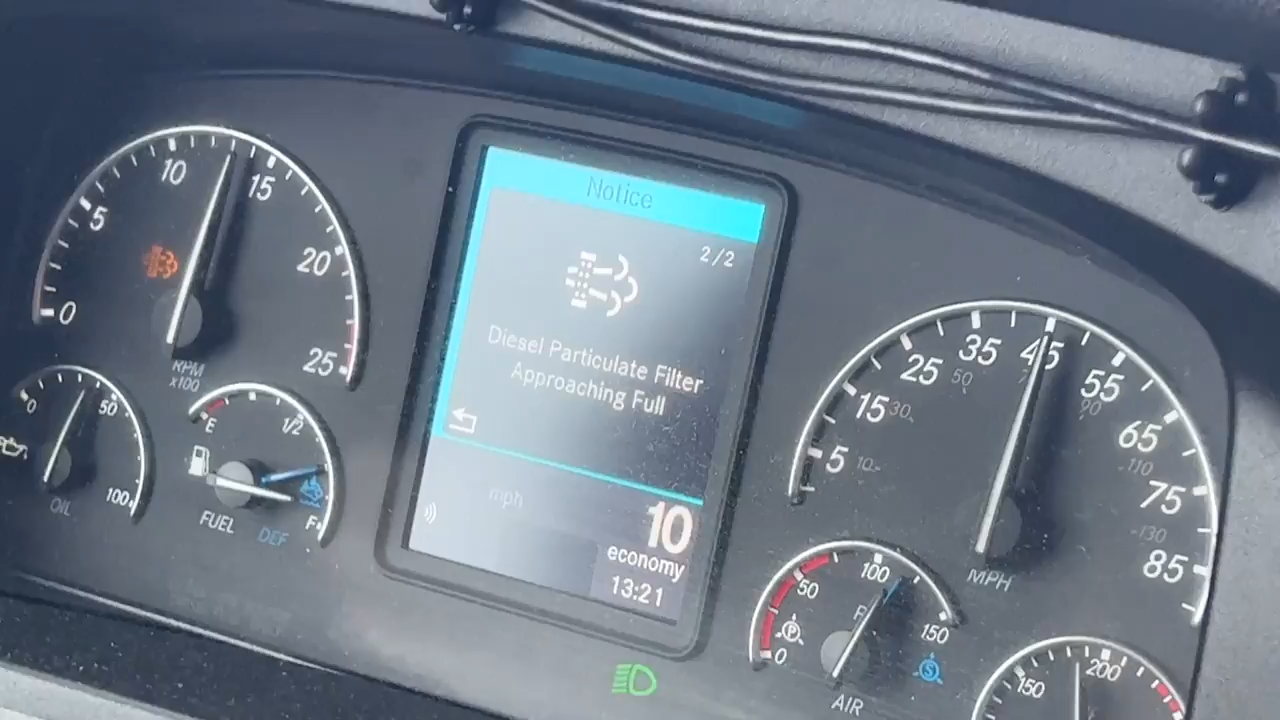 Notice
2/2
Diesel Particulate Filter
Approaching Full
mph
10
economy
13:21
0
5
10
15
20
25
RPM
x100
0
50
100
OIL
E
1/2
F
FUEL
DEF
5
15
25
35
45
55
65
75
85
10
30
50
90
110
130
MPH
0
50
100
150
P
P
S
AIR
150
200